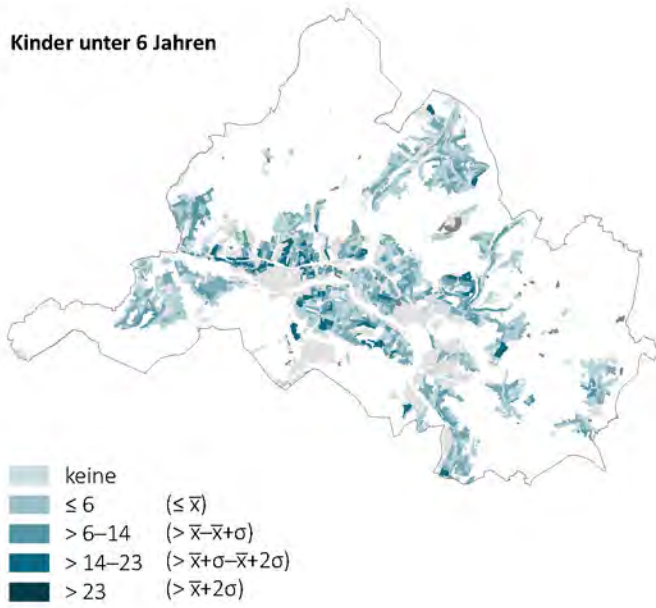 Kinder unter 6 Jahren
keine
≤ 6 (≤ x̅)
> 6–14 (> x̅–x̅+σ)
> 14–23 (> x̅+σ–x̅+2σ)
> 23 (> x̅+2σ)